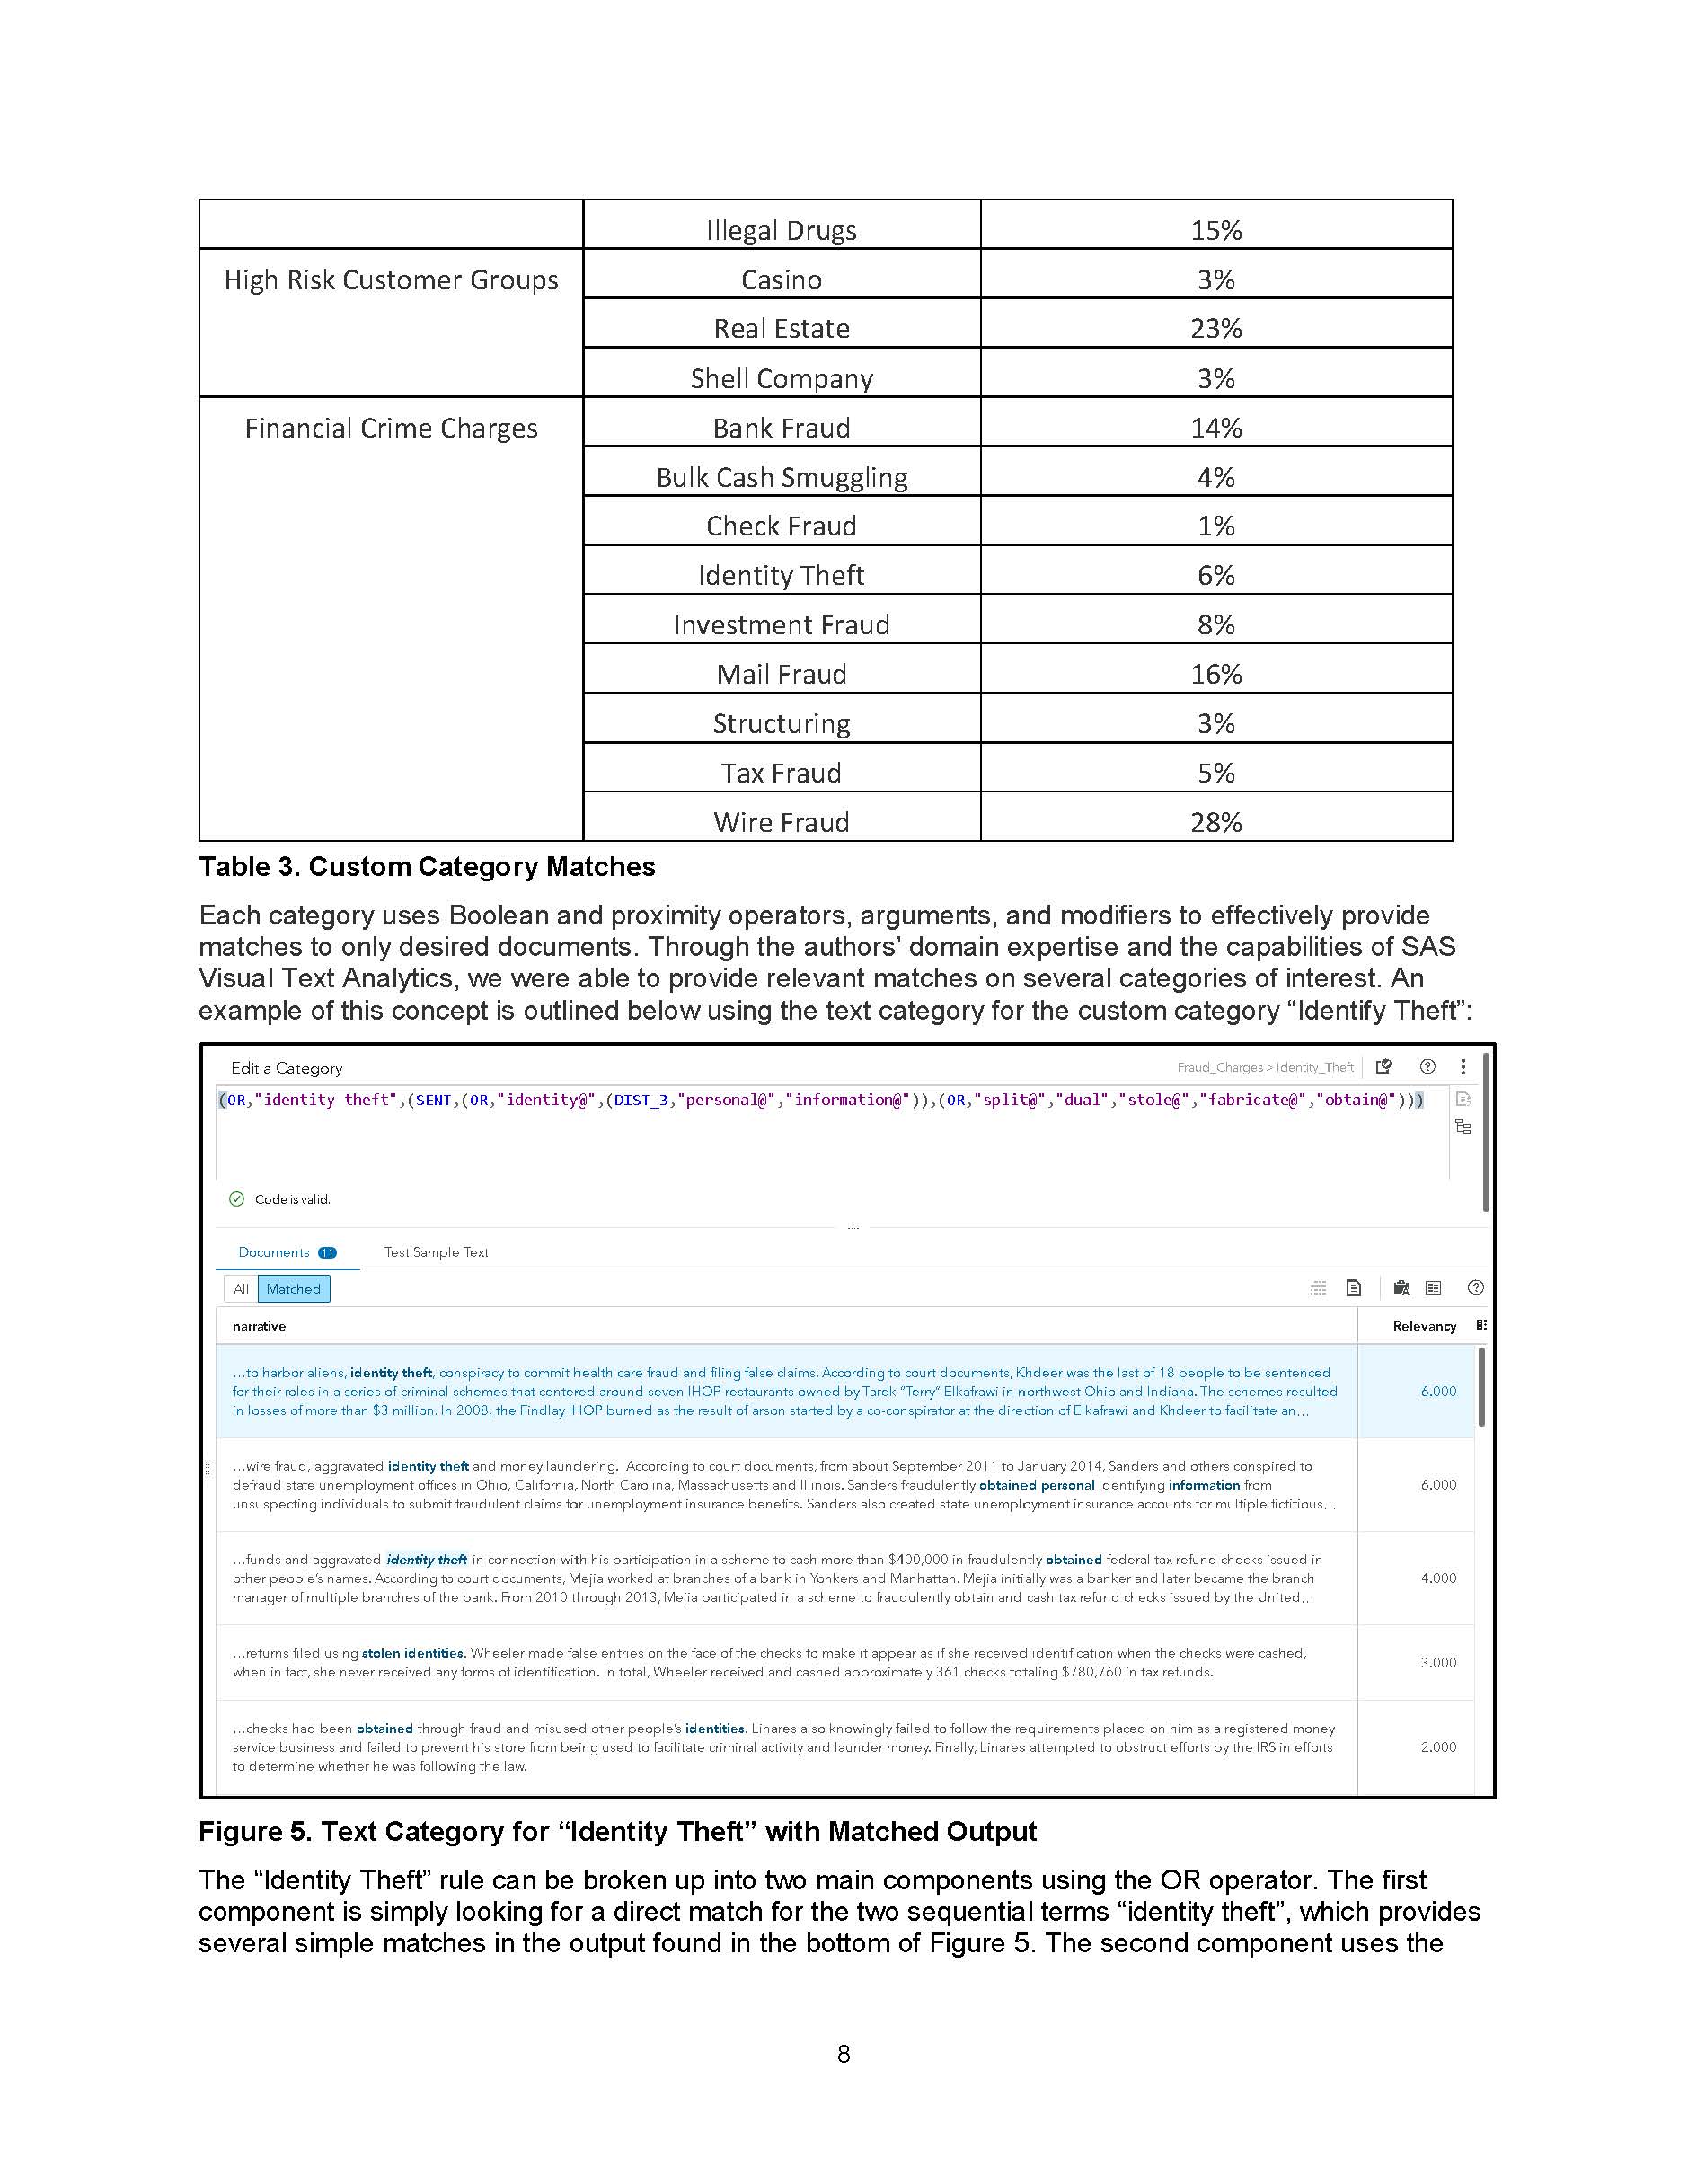 Illegal Drugs 15%
High Risk Customer Groups Casino 3%
Real Estate 23%
Shell Company 3%
Financial Crime Charges Bank Fraud 14%
Bulk Cash Smuggling 4%
Check Fraud 1%
Identity Theft 6%
Investment Fraud 8%
Mail Fraud 16%
Structuring 3%
Tax Fraud 5%
Wire Fraud 28%
Table 3. Custom Category Matches
Each category uses Boolean and proximity operators, arguments, and modifiers to effectively provide
matches to only desired documents. Through the authors’ domain expertise and the capabilities of SAS
Visual Text Analytics, we were able to provide relevant matches on several categories of interest. An
example of this concept is outlined below using the text category for the custom category “Identify Theft”:
Edit a Category Fraud_Charges > Identity_Theft
(OR,"identity theft",(SENT,(OR,"identity@",(DIST_3,"personal@","information@")),(OR,"split@","dual","stole@","fabricate@","obtain@")))
Code is valid.
Documents 11 Test Sample Text
All Matched
narrative Relevancy
...to harbor aliens, identity theft, conspiracy to commit health care fraud and filing false claims. According to court documents, Khdeer was the last of 18 people to be sentenced
for their roles in a series of criminal schemes that centered around seven IHOP restaurants owned by Tarek “Terry” Elkafrawi in northwest Ohio and Indiana. The schemes resulted 6.000
in losses of more than $3 million. In 2008, the Findlay IHOP burned as the result of arson started by a co-conspirator at the direction of Elkafrawi and Khdeer to facilitate an...
...wire fraud, aggravated identity theft and money laundering. According to court documents, from about September 2011 to January 2014, Sanders and others conspired to
defraud state unemployment offices in Ohio, California, North Carolina, Massachusetts and Illinois. Sanders fraudulently obtained personal identifying information from 6.000
unsuspecting individuals to submit fraudulent claims for unemployment insurance benefits. Sanders also created state unemployment insurance accounts for multiple fictitious...
...funds and aggravated identity theft in connection with his participation in a scheme to cash more than $400,000 in fraudulently obtained federal tax refund checks issued in
other people’s names. According to court documents, Mejia worked at branches of a bank in Yonkers and Manhattan. Mejia initially was a banker and later became the branch 4.000
manager of multiple branches of the bank. From 2010 through 2013, Mejia participated in a scheme to fraudulently obtain and cash tax refund checks issued by the United...
...returns filed using stolen identities. Wheeler made false entries on the face of the checks to make it appear as if she received identification when the checks were cashed, 3.000
when in fact, she never received any forms of identification. In total, Wheeler received and cashed approximately 361 checks totaling $780,760 in tax refunds.
...checks had been obtained through fraud and misused other people’s identities. Linares also knowingly failed to follow the requirements placed on him as a registered money
service business and failed to prevent his store from being used to facilitate criminal activity and launder money. Finally, Linares attempted to obstruct efforts by the IRS in efforts 2.000
to determine whether he was following the law.
Figure 5. Text Category for “Identity Theft” with Matched Output
The “Identity Theft” rule can be broken up into two main components using the OR operator. The first
component is simply looking for a direct match for the two sequential terms “identity theft”, which provides
several simple matches in the output found in the bottom of Figure 5. The second component uses the
8